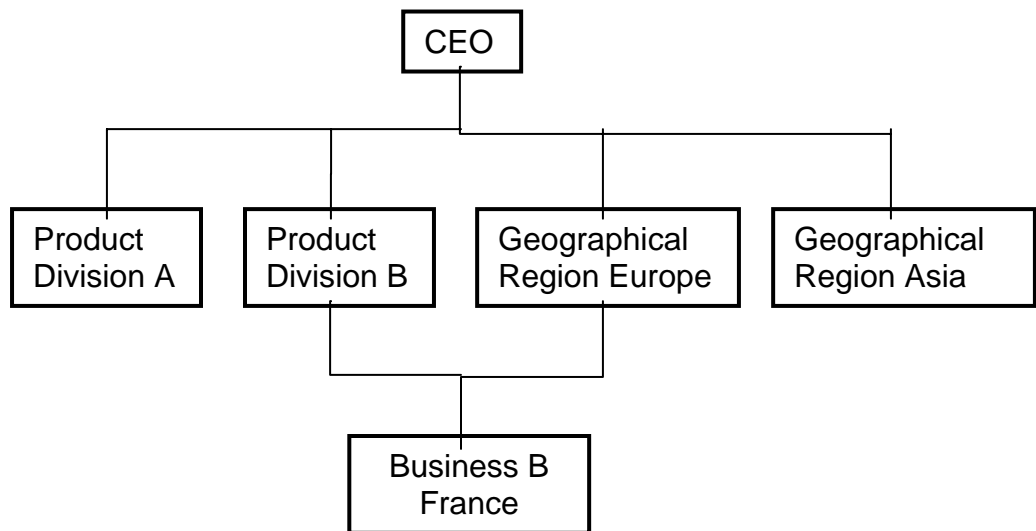 CEO
Product
Division A
Product
Division B
Geographical
Region Europe
Geographical
Region Asia
Business B
France